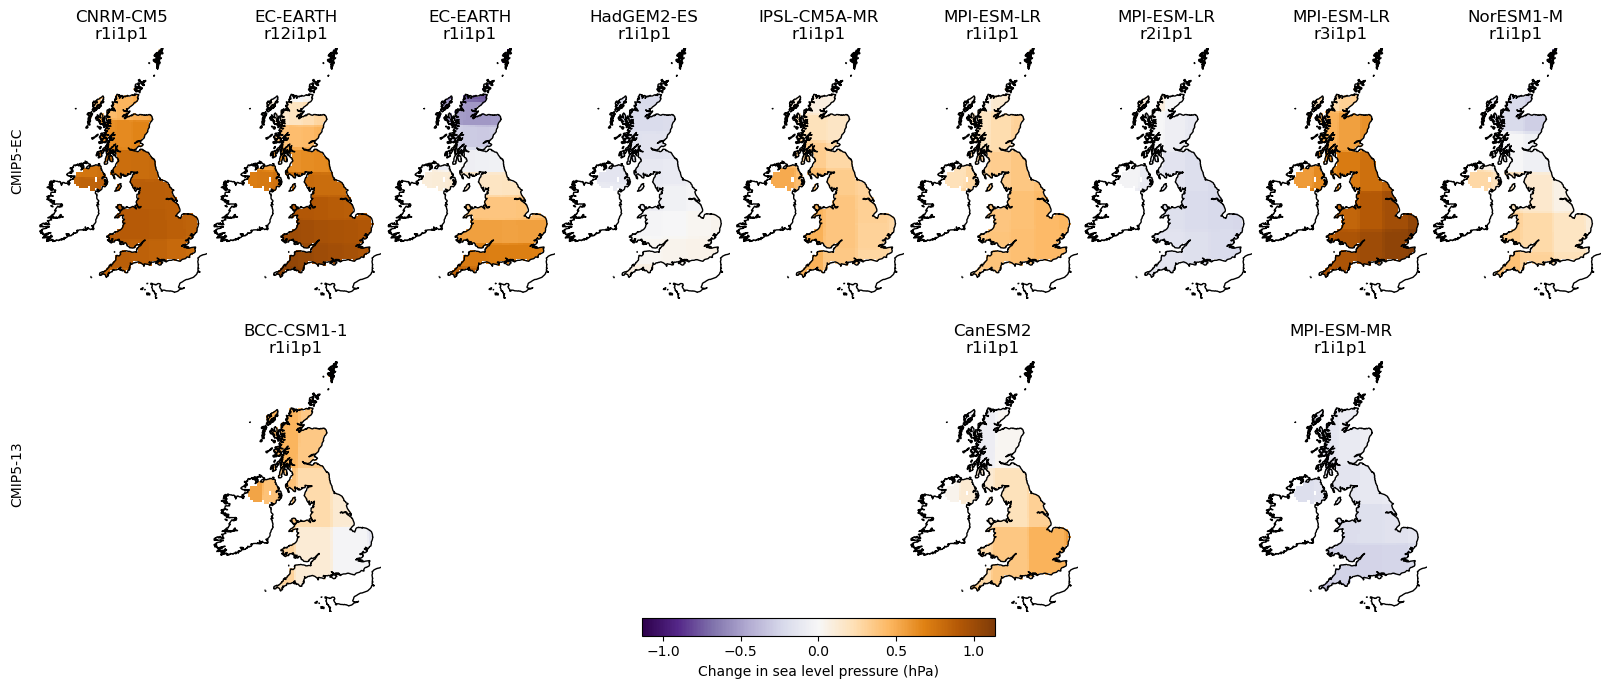 CNRM-CM5
r1i1p1
EC-EARTH
r12i1p1
EC-EARTH
r1i1p1
HadGEM2-ES
r1i1p1
IPSL-CM5A-MR
r1i1p1
MPI-ESM-LR
r1i1p1
MPI-ESM-LR
r2i1p1
MPI-ESM-LR
r3i1p1
NorESM1-M
r1i1p1
CMIP5-EC
BCC-CSM1-1
r1i1p1
CanESM2
r1i1p1
MPI-ESM-MR
r1i1p1
CMIP5-13
−1.0 −0.5 0.0 0.5 1.0
Change in sea level pressure (hPa)